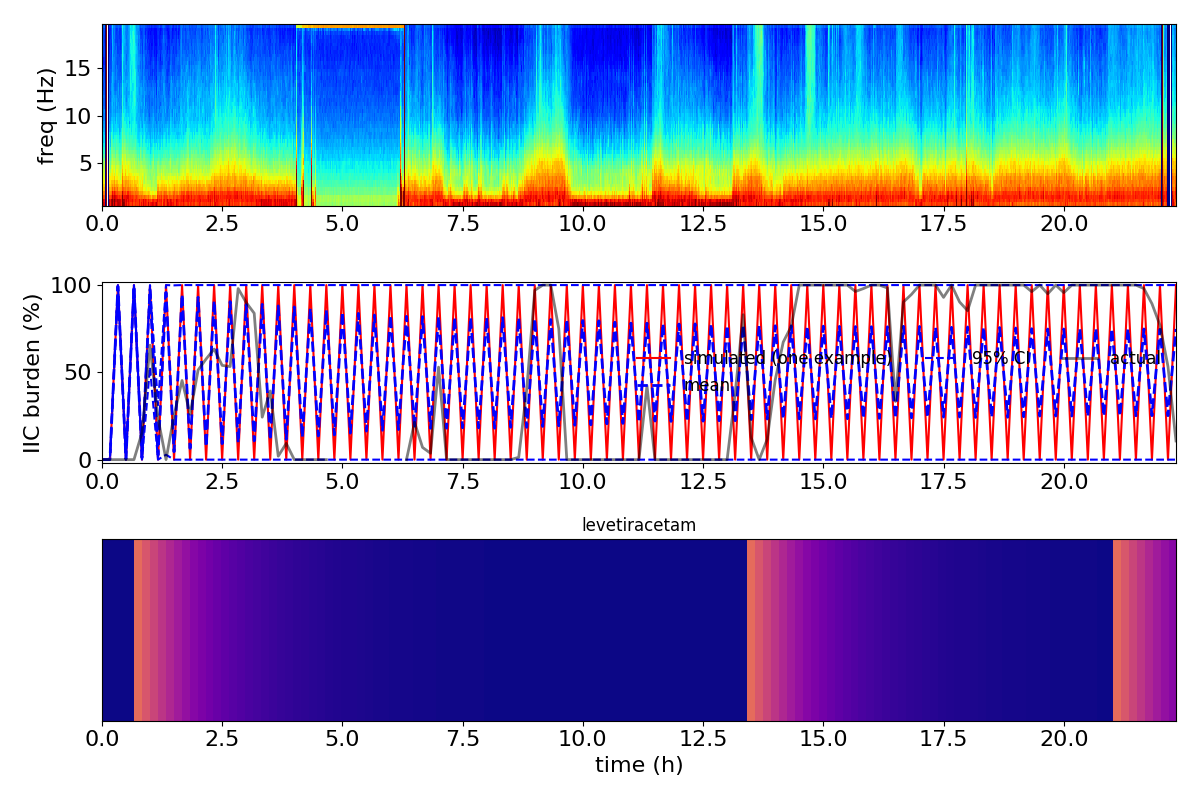 freq (Hz)
15
10
5
0.0 2.5 5.0 7.5 10.0 12.5 15.0 17.5 20.0
IIC burden (%)
100
50
0
simulated (one example) 95% CI actual
mean
0.0 2.5 5.0 7.5 10.0 12.5 15.0 17.5 20.0
levetiracetam
0.0 2.5 5.0 7.5 10.0 12.5 15.0 17.5 20.0
time (h)